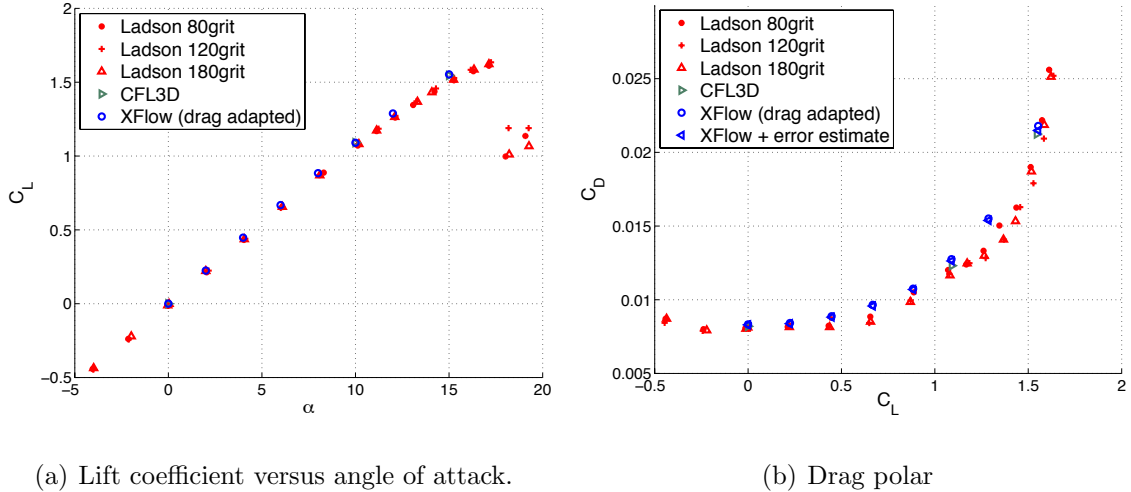 2
1.5
1
0.5
0
−0.5
−5
0
5
10
15
20
C_L
α
Ladson 80grit
Ladson 120grit
Ladson 180grit
CFL3D
XFlow (drag adapted)
(a) Lift coefficient versus angle of attack.
0.025
0.02
0.015
0.01
0.005
−0.5
0
0.5
1
1.5
2
C_D
C_L
Ladson 80grit
Ladson 120grit
Ladson 180grit
CFL3D
XFlow (drag adapted)
XFlow + error estimate
(b) Drag polar